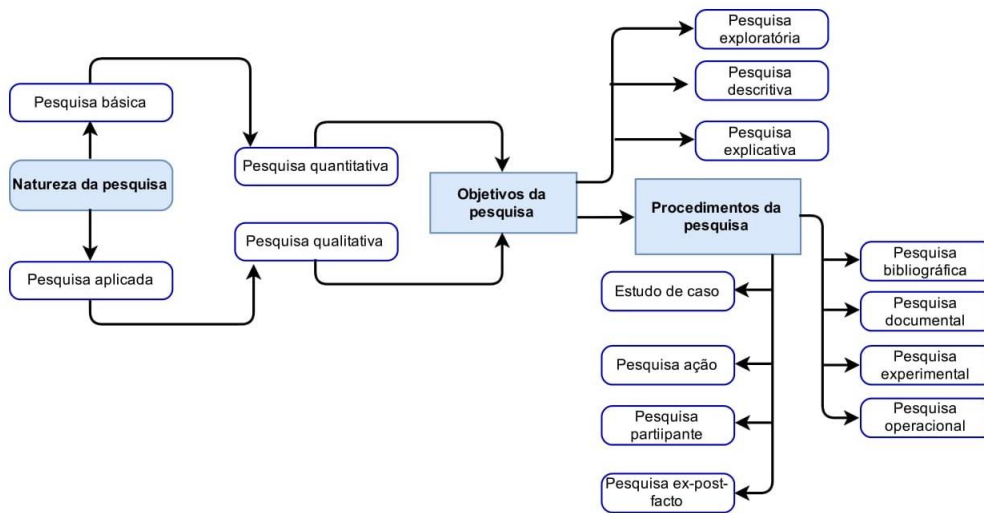 Pesquisa básica
Natureza da pesquisa
Pesquisa aplicada
Pesquisa quantitativa
Pesquisa qualitativa
Objetivos da
pesquisa
Pesquisa
exploratória
Pesquisa
descritiva
Pesquisa
explicativa
Procedimentos da
pesquisa
Estudo de caso
Pesquisa ação
Pesquisa
partiipante
Pesquisa ex-post-
facto
Pesquisa
bibliográfica
Pesquisa
documental
Pesquisa
experimental
Pesquisa
operacional